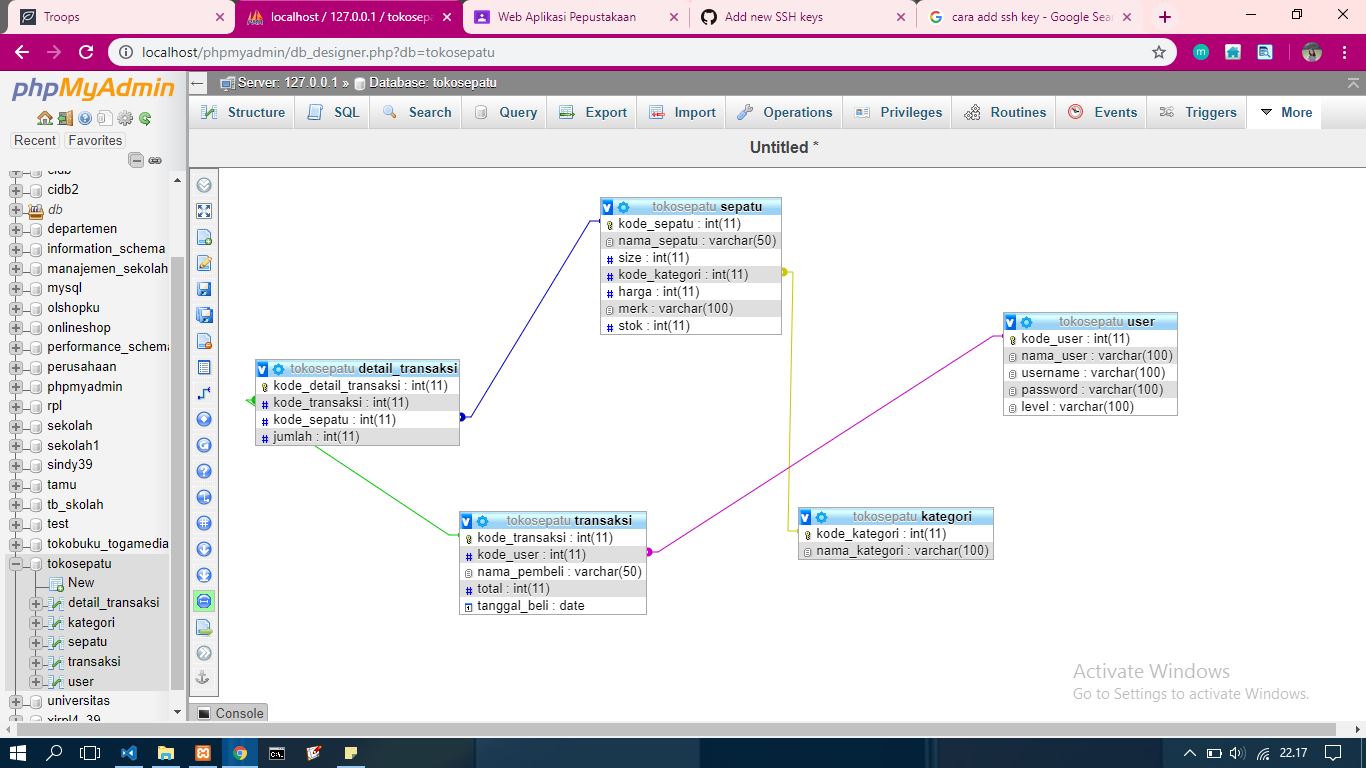 Troops
localhost / 127.0.0.1 / tokosepa
Web Aplikasi Pepustakaan
Add new SSH keys
cara add ssh key - Google Sear
localhost/phpmyadmin/db_designer.php?db=tokosepatu
m
phpMyAdmin
Server: 127.0.0.1 » Database: tokosepatu
Structure
SQL
Search
Query
Export
Import
Operations
Privileges
Routines
Events
Triggers
More
Recent
Favorites
Untitled *
cidb
cidb2
db
departemen
information_schema
manajemen_sekolah
mysql
olshopku
onlineshop
performance_schema
perusahaan
phpmyadmin
rpl
sekolah
sekolah1
sindy39
tamu
tb_skolah
test
tokobuku_togamedia
tokosepatu
New
detail_transaksi
kategori
sepatu
transaksi
user
universitas
xirpl4_39
tokosepatu sepatu
kode_sepatu : int(11)
nama_sepatu : varchar(50)
size : int(11)
kode_kategori : int(11)
harga : int(11)
merk : varchar(100)
stok : int(11)
tokosepatu user
kode_user : int(11)
nama_user : varchar(100)
username : varchar(100)
password : varchar(100)
level : varchar(100)
tokosepatu detail_transaksi
kode_detail_transaksi : int(11)
kode_transaksi : int(11)
kode_sepatu : int(11)
jumlah : int(11)
tokosepatu transaksi
kode_transaksi : int(11)
kode_user : int(11)
nama_pembeli : varchar(50)
total : int(11)
tanggal_beli : date
tokosepatu kategori
kode_kategori : int(11)
nama_kategori : varchar(100)
Activate Windows
Go to Settings to activate Windows.
Console
22.17